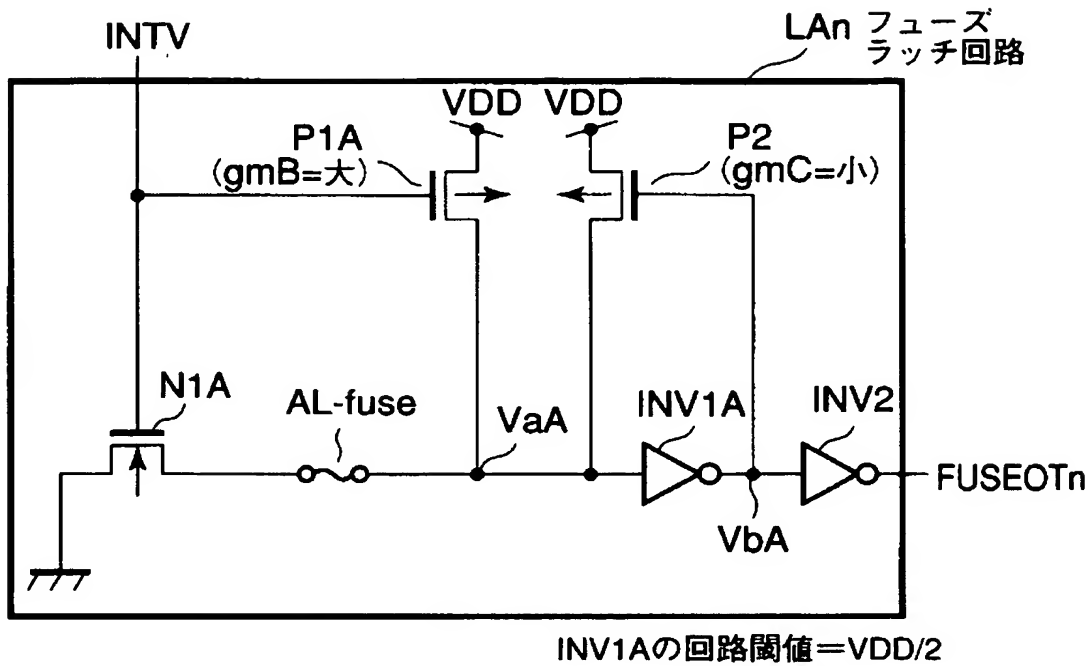 INTV
LAn フューズ
ラッチ回路
VDD
VDD
P1A
(gmB=大)
P2
(gmC=小)
N1A
AL-fuse
VaA
INV1A
INV2
FUSEOTn
VbA
INV1Aの回路閾値=VDD/2